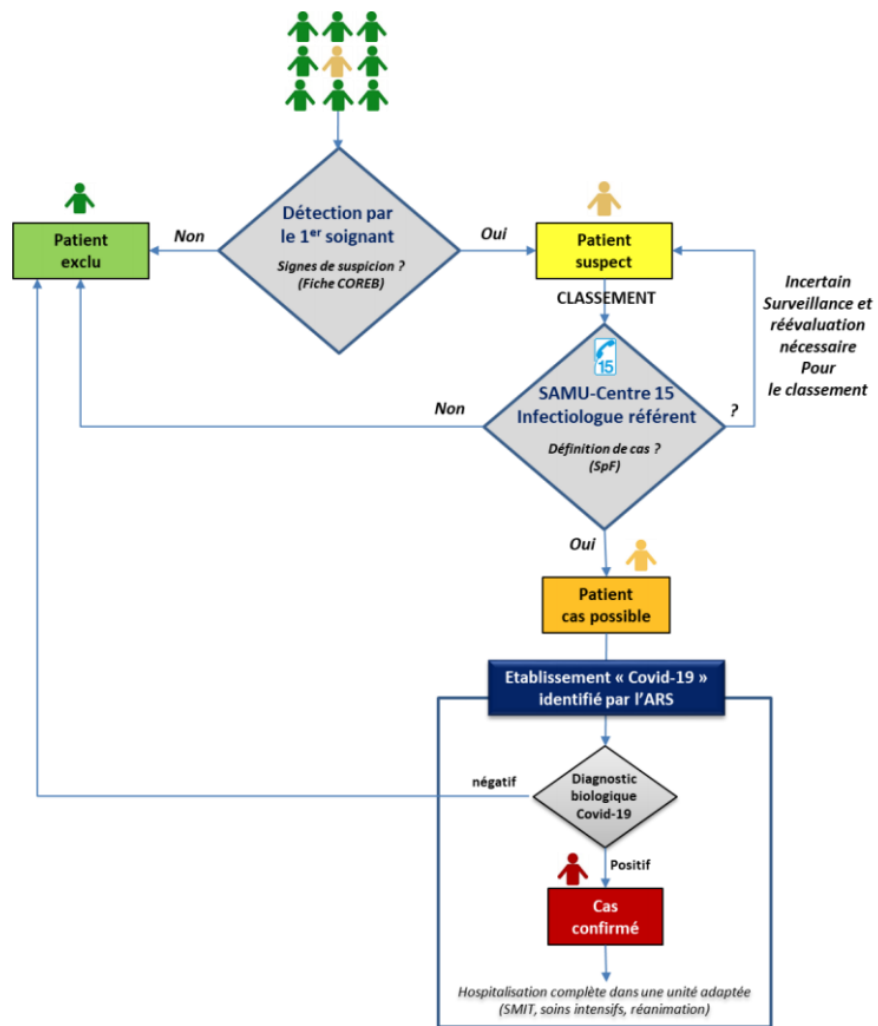 Détection par
le 1er soignant
Signes de suspicion ?
(Fiche COREB)
Non
Oui
Patient
exclu
Patient
suspect
CLASSEMENT
Incertain
Surveillance et
réévaluation
nécessaire
Pour
le classement
15
SAMU-Centre 15
Infectiologue référent
Définition de cas ?
(SpF)
Non
?
Oui
Patient
cas possible
Etablissement « Covid-19 »
identifié par l'ARS
négatif
Diagnostic
biologique
Covid-19
Positif
Cas
confirmé
Hospitalisation complète dans une unité adaptée
(SMIT, soins intensifs, réanimation)